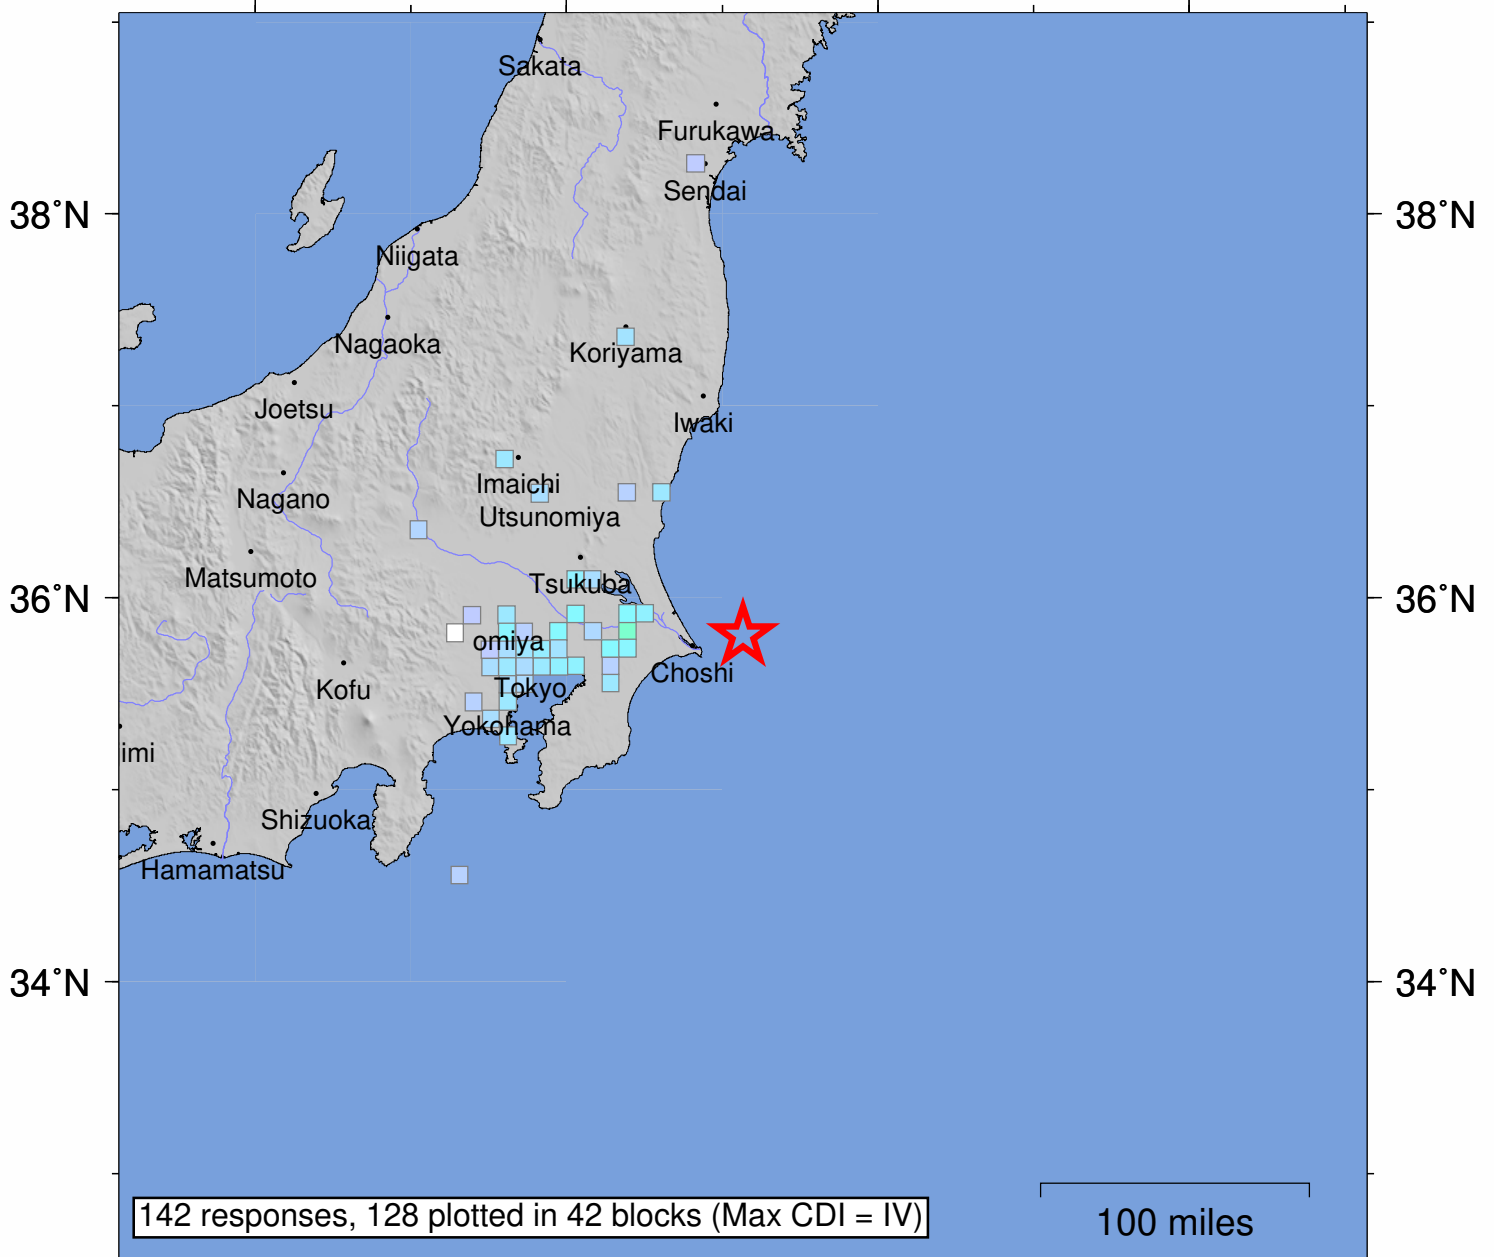 Sakata
Furukawa
Sendai
38˚N
38˚N
Niigata
Nagaoka
Koriyama
Joetsu
Iwaki
Imaichi
Nagano
Utsunomiya
Matsumoto
Tsukuba
36˚N
36˚N
omiya
Choshi
Kofu
Tokyo
Yokohama
imi
Shizuoka
Hamamatsu
34˚N
34˚N
142 responses, 128 plotted in 42 blocks (Max CDI = IV)
100 miles